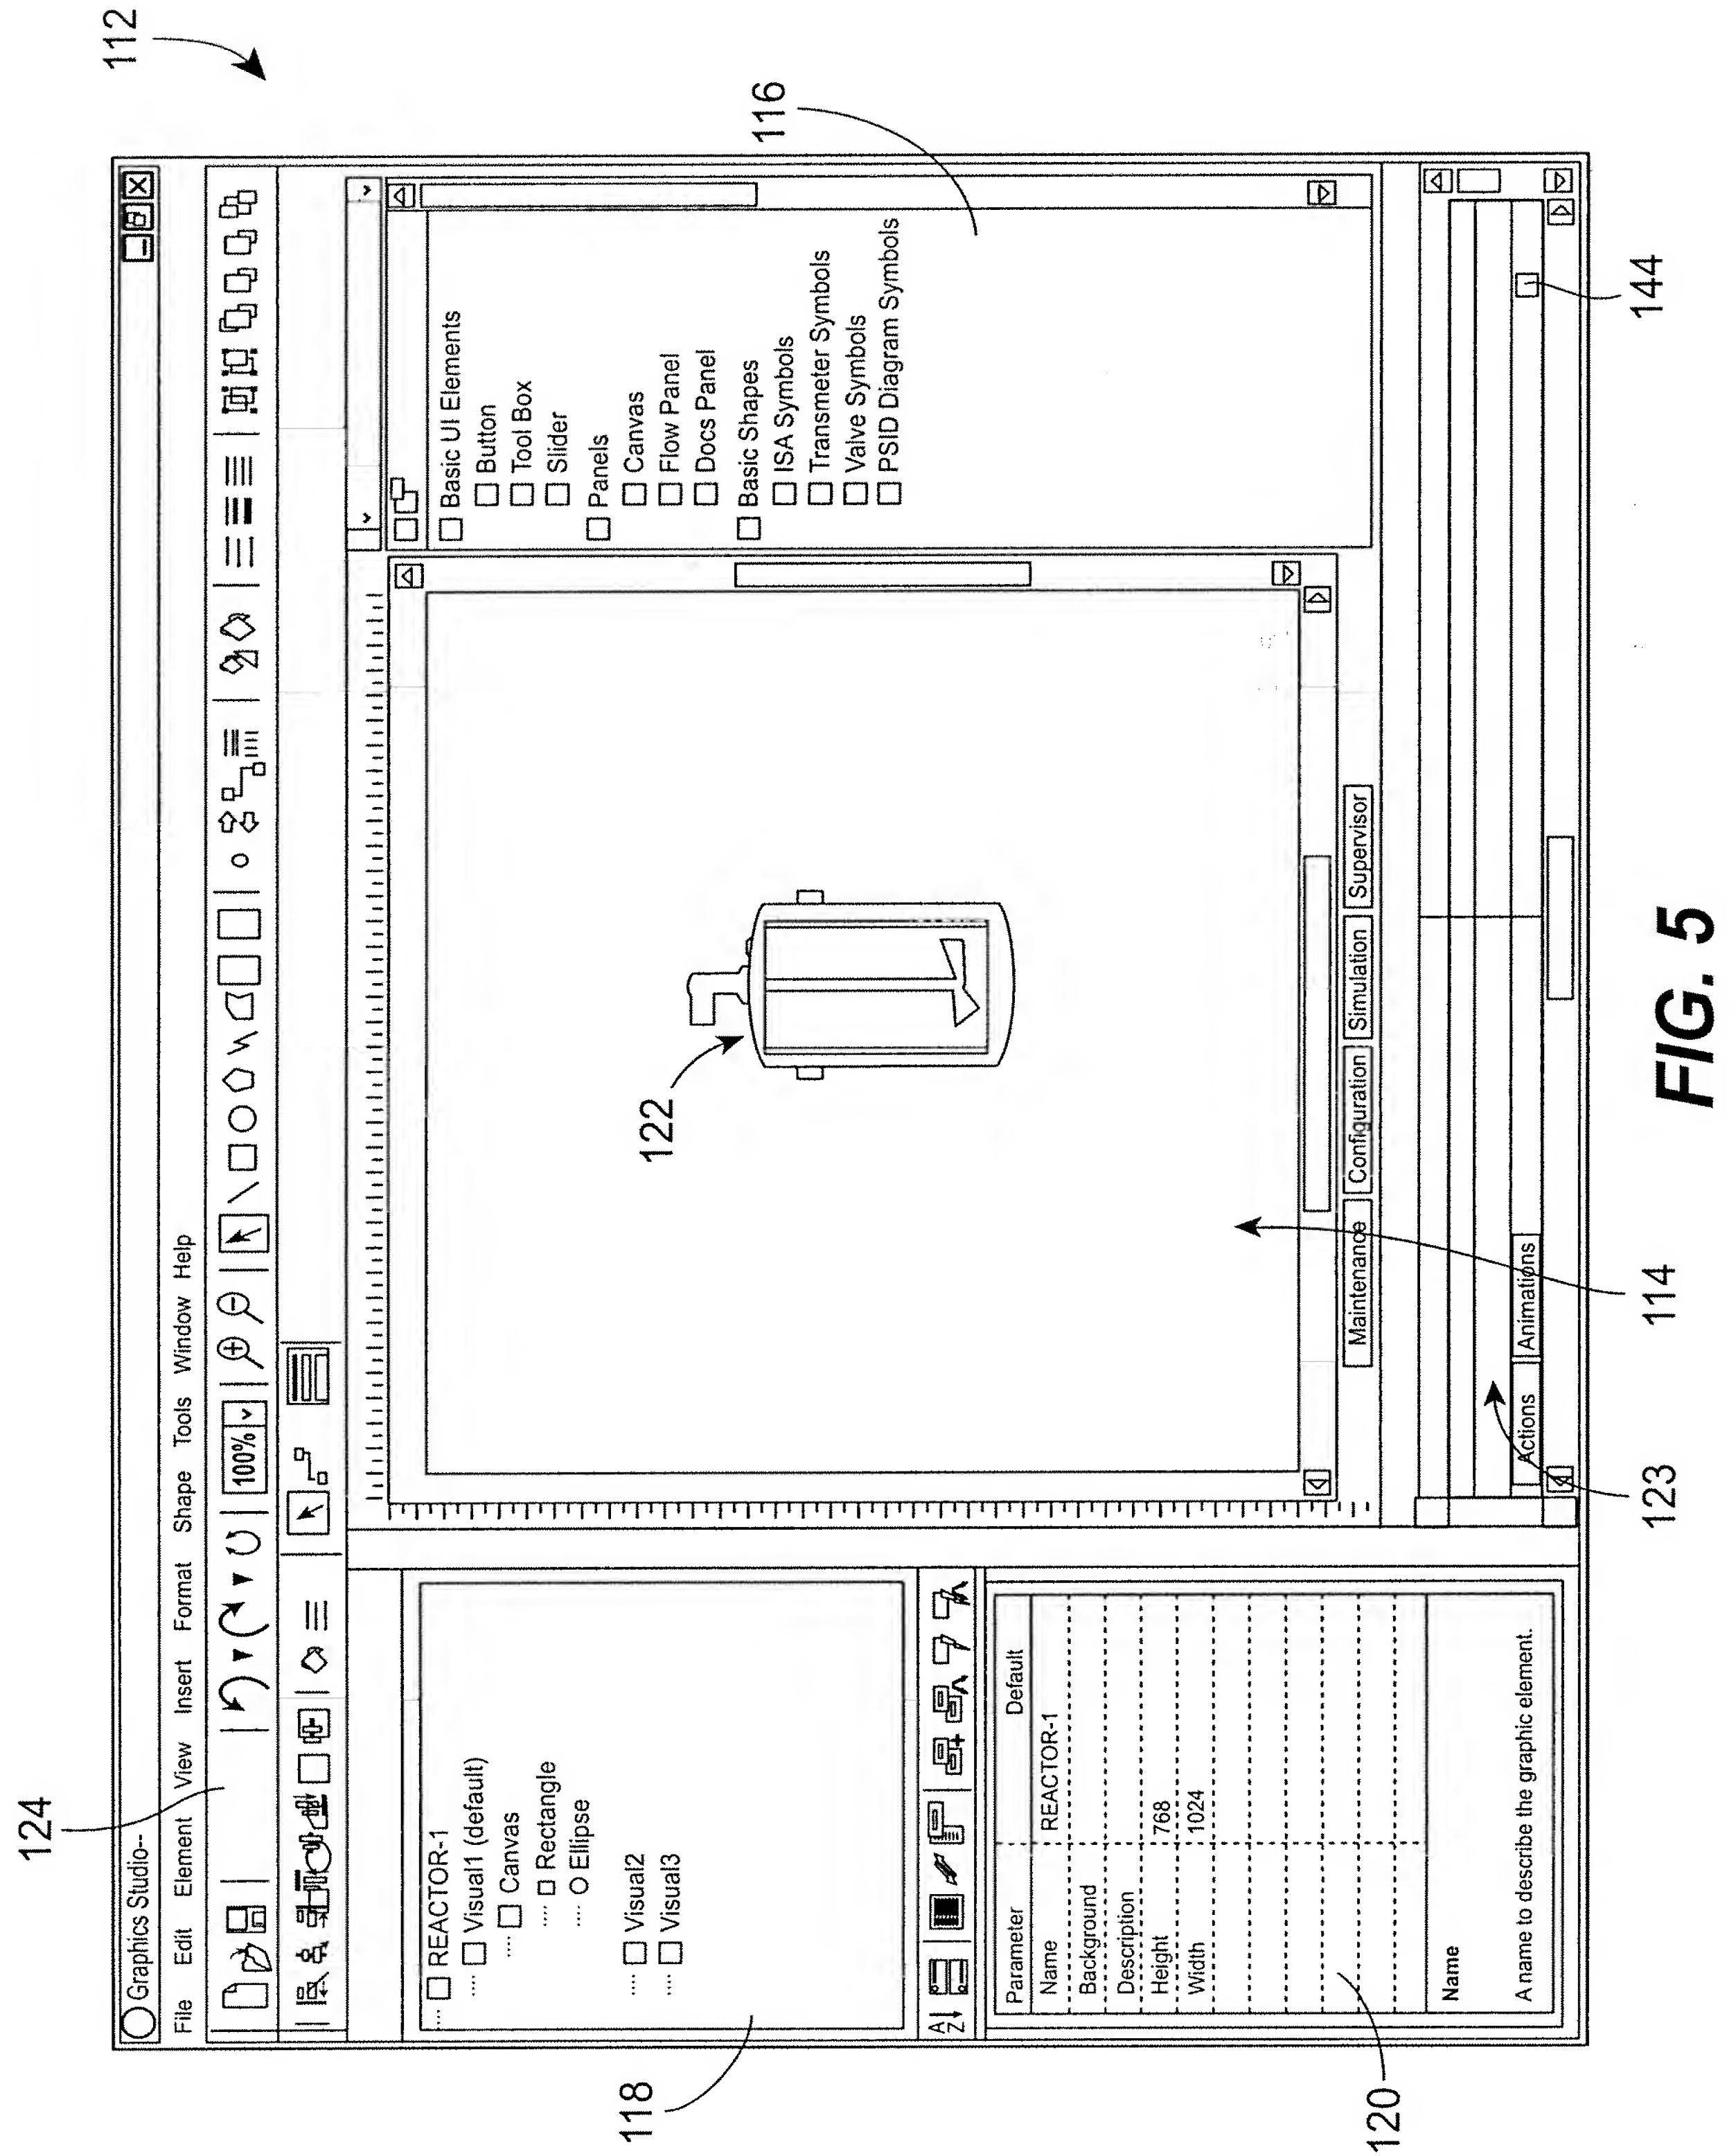 112
Graphics Studio--
File Edit Element View Insert Format Shape Tools Window Help
124
100%
116
Basic UI Elements
Button
Tool Box
Slider
Panels
Canvas
Flow Panel
Docs Panel
Basic Shapes
ISA Symbols
Transmeter Symbols
Valve Symbols
PSID Diagram Symbols
REACTOR-1
Visual1 (default)
Canvas
Rectangle
Ellipse
Visual2
Visual3
118
122
A
Z
Parameter Default
Name REACTOR-1
Background
Description
Height 768
Width 1024
Name
A name to describe the graphic element.
120
Maintenance Configuration Simulation Supervisor
Actions Animations
123
114
144
FIG. 5